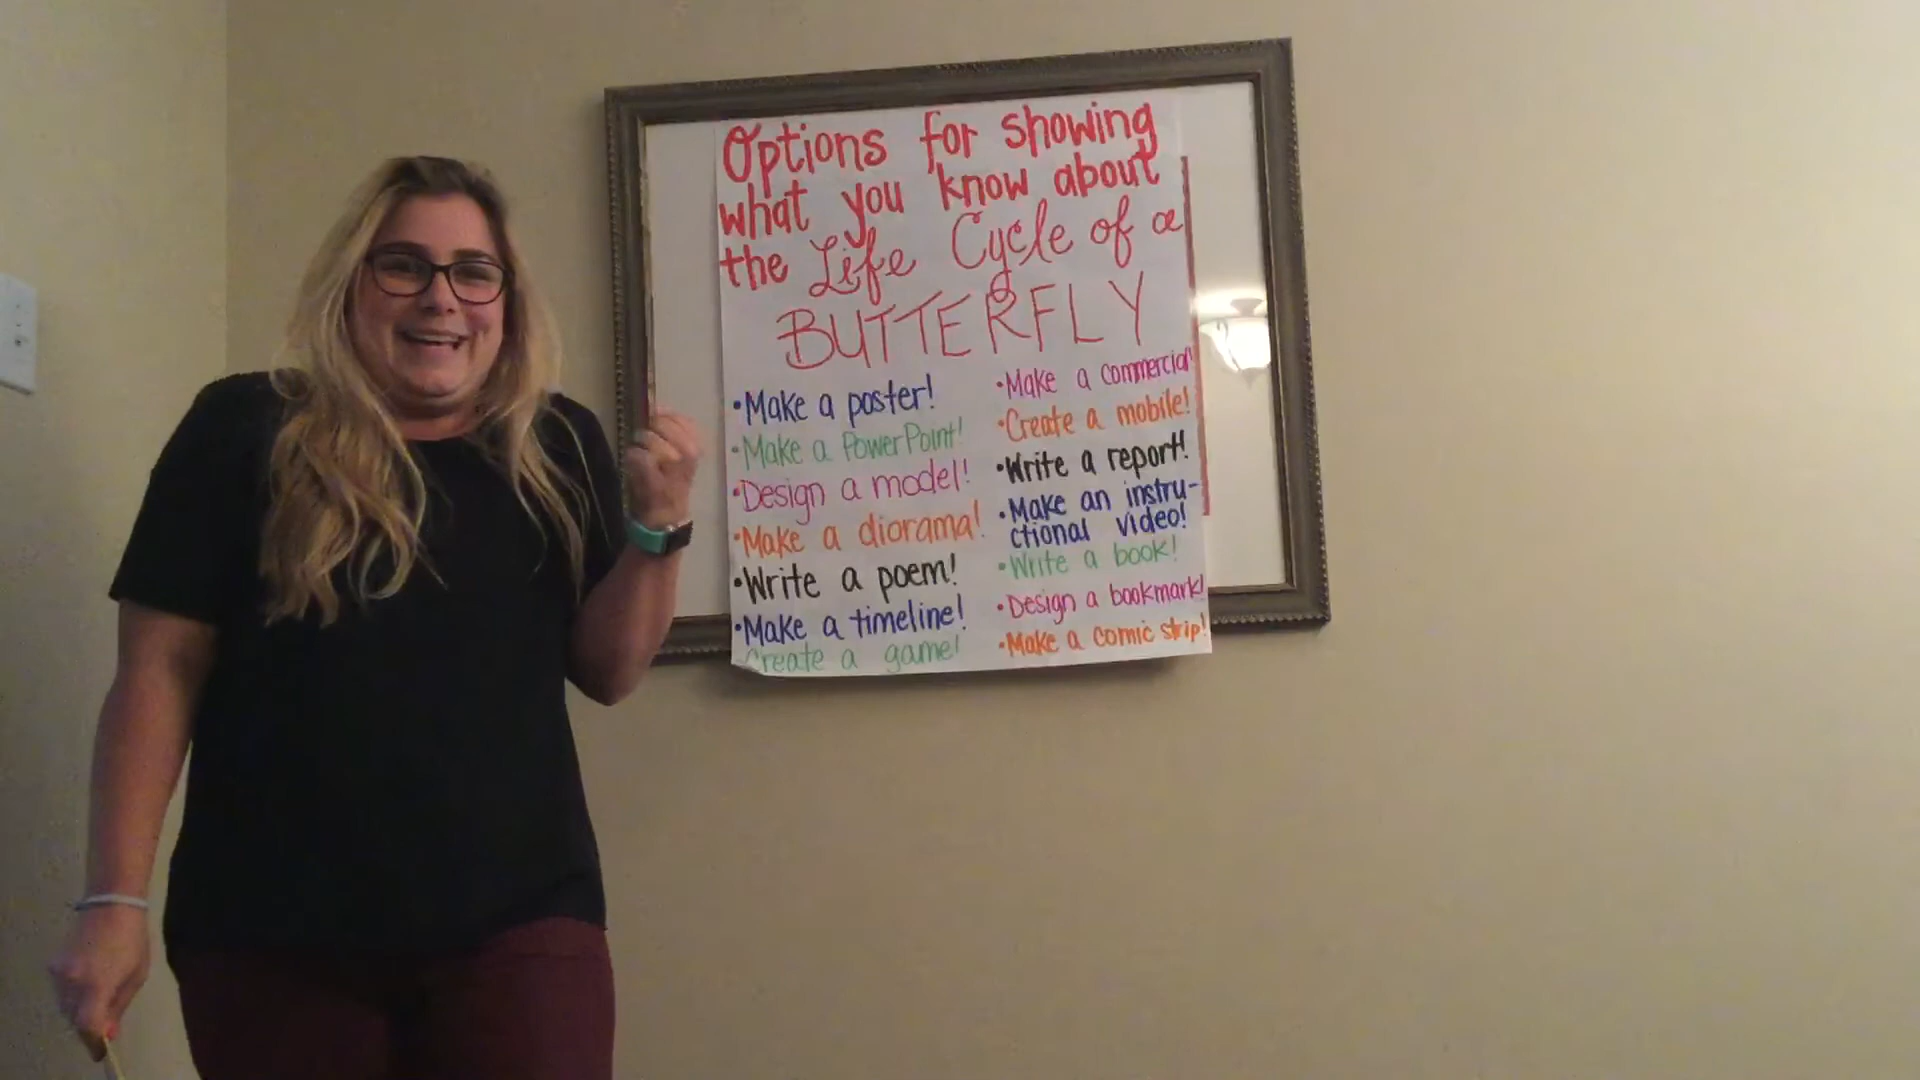 Options for showing
what you know about
the Life Cycle of a
BUTTERFLY
•Make a poster!
•Make a PowerPoint!
•Design a model!
•Make a diorama!
•Write a poem!
•Make a timeline!
Create a game!
•Make a commercial!
•Create a mobile!
•Write a report!
•Make an instru-
ctional video!
•Write a book!
•Design a bookmark!
•Make a comic strip!